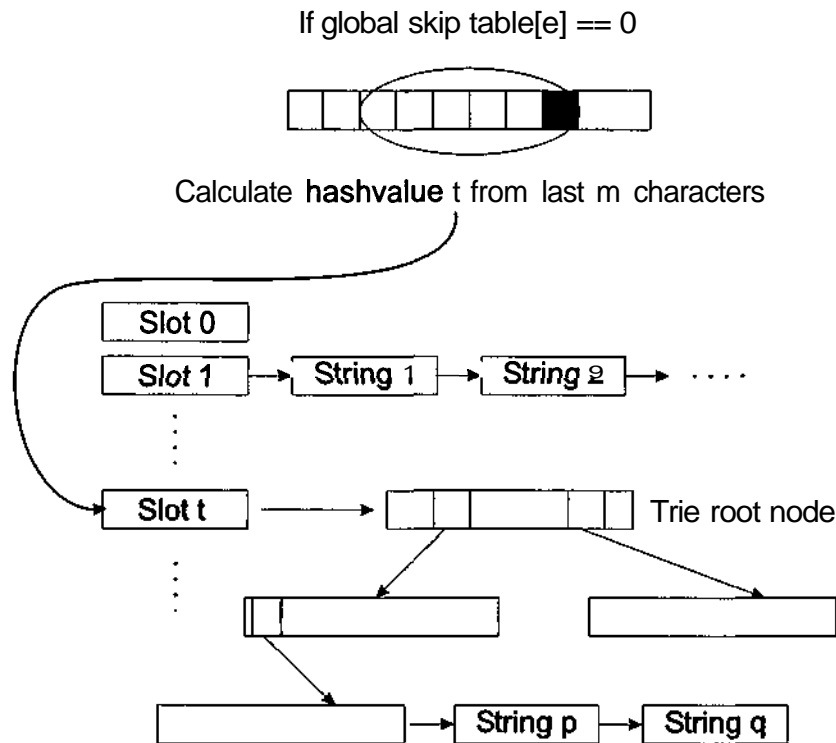 If global skip table[e] == 0
Calculate hashvalue t from last m characters
Slot 0
Slot 1
String 1
String 2
. . . .
Slot t
Trie root node
String p
String q